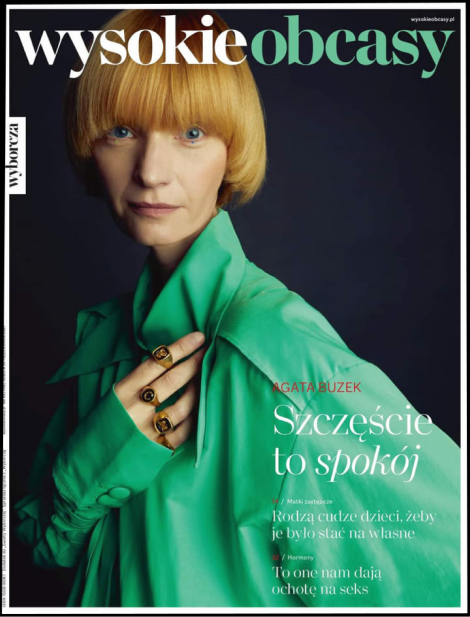 wysokieobcasy.pl
wysokieobcasy
wyborcza
AGATA BUZEK
Szczęście
to spokój
/ Matki zastępcze
Rodzą cudze dzieci, żeby
je było stać na własne
/ Hormony
To one nam dają
ochotę na seks